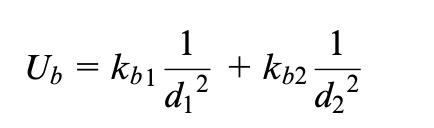 U_b = k_{b1} \frac{1}{d_1^2} + k_{b2} \frac{1}{d_2^2}